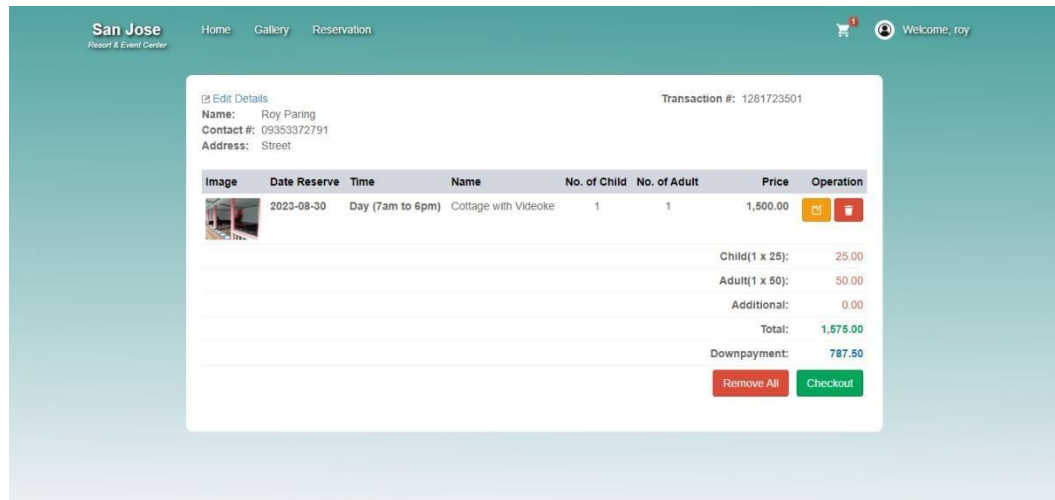 San Jose
Resort & Event Center
Home Gallery Reservation
1
Welcome, roy
Edit Details
Transaction #: 1281723501
Name: Roy Paring
Contact #: 09353372791
Address: Street
Image Date Reserve Time Name No. of Child No. of Adult Price Operation
2023-08-30 Day (7am to 6pm) Cottage with Videoke 1 1 1,500.00
Child(1 x 25): 25.00
Adult(1 x 50): 50.00
Additional: 0.00
Total: 1,575.00
Downpayment: 787.50
Remove All Checkout